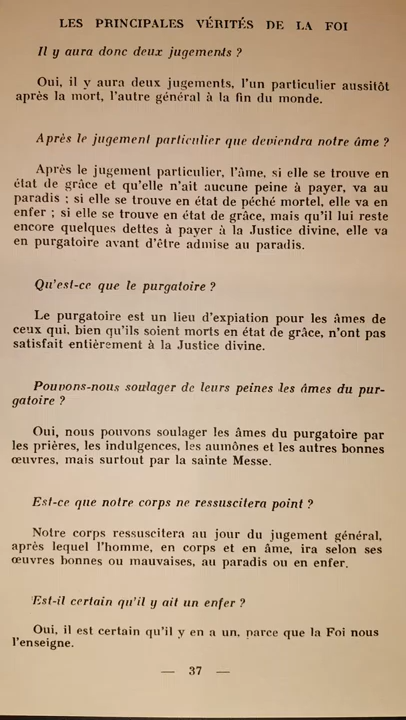 LES PRINCIPALES VÉRITÉS DE LA FOI
Il y aura donc deux jugements ?
Oui, il y aura deux jugements, l'un particulier aussitôt
après la mort, l'autre général à la fin du monde.
Après le jugement particulier que deviendra notre âme ?
Après le jugement particulier, l'âme, si elle se trouve en
état de grâce et qu'elle n'ait aucune peine à payer, va au
paradis ; si elle se trouve en état de péché mortel, elle va en
enfer ; si elle se trouve en état de grâce, mais qu'il lui reste
encore quelques dettes à payer à la Justice divine, elle va
en purgatoire avant d'être admise au paradis.
Qu'est-ce que le purgatoire ?
Le purgatoire est un lieu d'expiation pour les âmes de
ceux qui, bien qu'ils soient morts en état de grâce, n'ont pas
satisfait entièrement à la Justice divine.
Pouvons-nous soulager de leurs peines les âmes du pur-
gatoire ?
Oui, nous pouvons soulager les âmes du purgatoire par
les prières, les indulgences, les aumônes et les autres bonnes
œuvres, mais surtout par la sainte Messe.
Est-ce que notre corps ne ressuscitera point ?
Notre corps ressuscitera au jour du jugement général,
après lequel l'homme, en corps et en âme, ira selon ses
œuvres bonnes ou mauvaises, au paradis ou en enfer.
Est-il certain qu'il y ait un enfer ?
Oui, il est certain qu'il y en a un, parce que la Foi nous
l'enseigne.
— 37 —